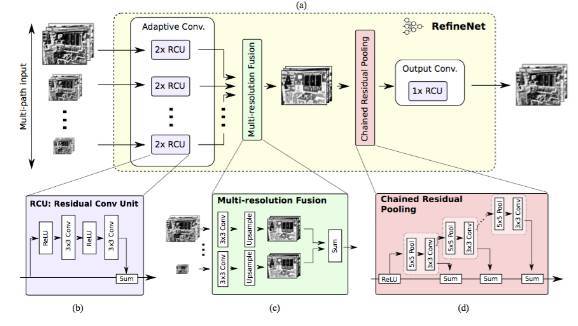 (a)
Adaptive Conv.
RefineNet
Multi-path Input
2x RCU
2x RCU
2x RCU
Multi-resolution Fusion
Chained Residual Pooling
Output Conv.
1x RCU
RCU: Residual Conv Unit
ReLU
3x3 Conv
ReLU
3x3 Conv
Sum
(b)
Multi-resolution Fusion
3x3 Conv
Upsample
3x3 Conv
Upsample
Sum
(c)
Chained Residual
Pooling
ReLU
5x5 Pool
3x3 Conv
5x5 Pool
3x3 Conv
5x5 Pool
3x3 Conv
Sum
Sum
Sum
(d)